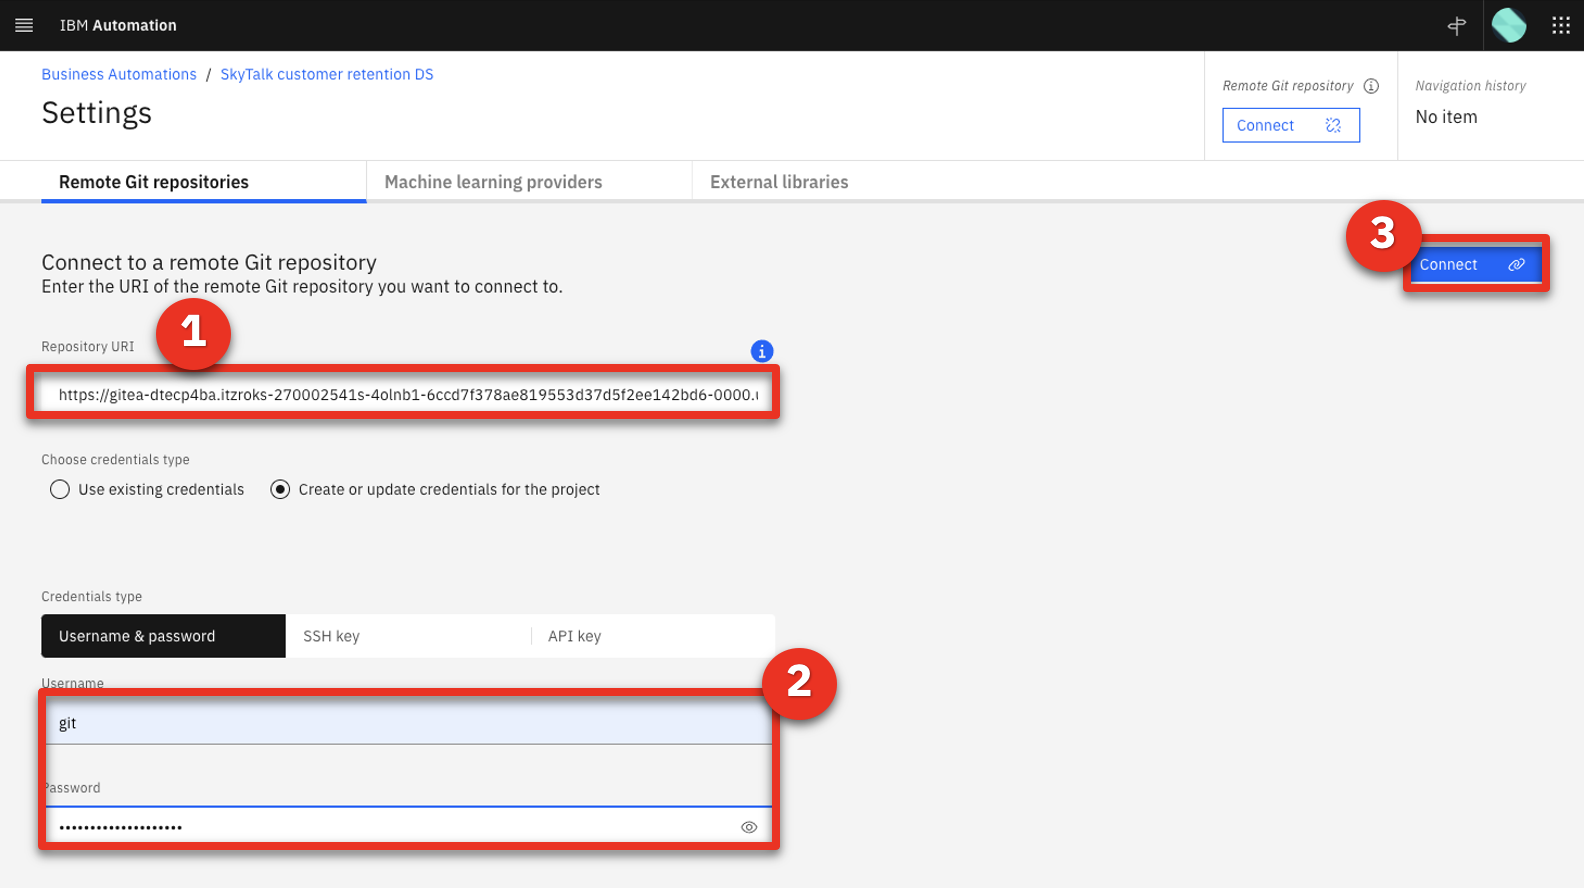 IBM Automation
Business Automations / SkyTalk customer retention DS
Settings
Remote Git repository
Connect
Navigation history
No item
Remote Git repositories
Machine learning providers
External libraries
3
Connect to a remote Git repository
Enter the URI of the remote Git repository you want to connect to.
Connect
1
Repository URI
https://gitea-dtecp4ba.itzroks-270002541s-4olnb1-6ccd7f378ae819553d37d5f2ee142bd6-0000.
Choose credentials type
Use existing credentials
Create or update credentials for the project
Credentials type
Username & password
SSH key
API key
2
Username
git
Password
••••••••••••••••••••